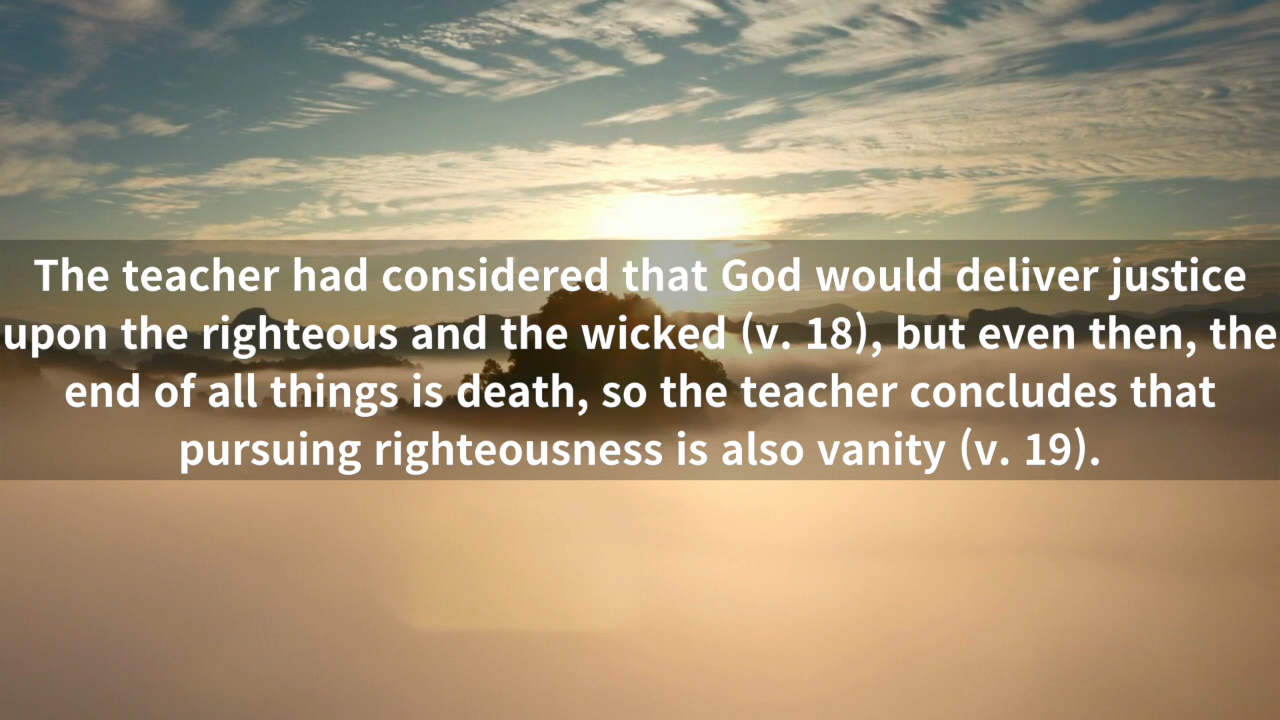 The teacher had considered that God would deliver justice
upon the righteous and the wicked (v. 18), but even then, the
end of all things is death, so the teacher concludes that
pursuing righteousness is also vanity (v. 19).